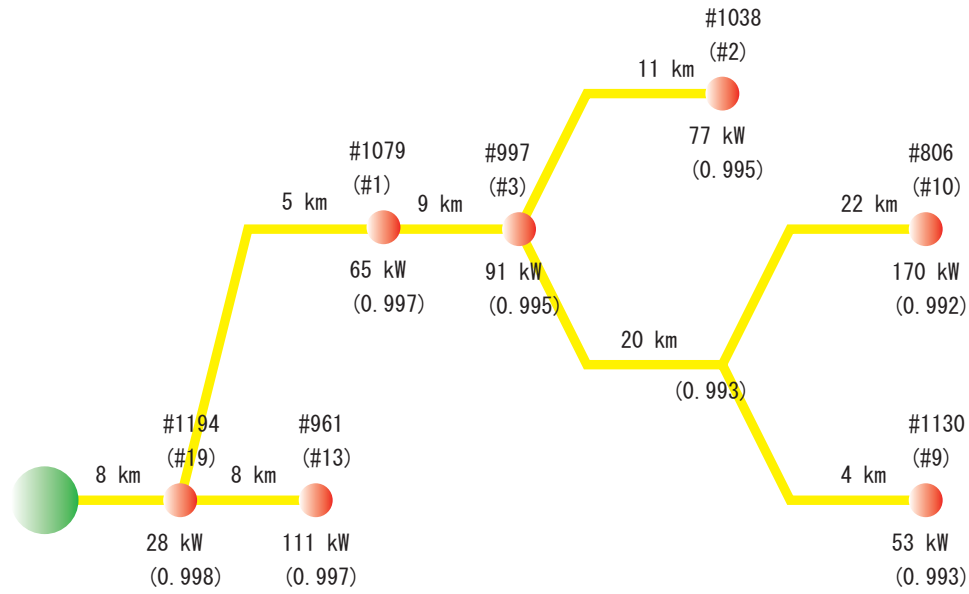 #1038
(#2)
11 km
77 kW
(0.995)
#1079
(#1)
5 km
9 km
65 kW
(0.997)
#997
(#3)
91 kW
(0.995)
#806
(#10)
22 km
170 kW
(0.992)
20 km
(0.993)
#1194
(#19)
8 km
8 km
28 kW
(0.998)
#961
(#13)
111 kW
(0.997)
#1130
(#9)
4 km
53 kW
(0.993)